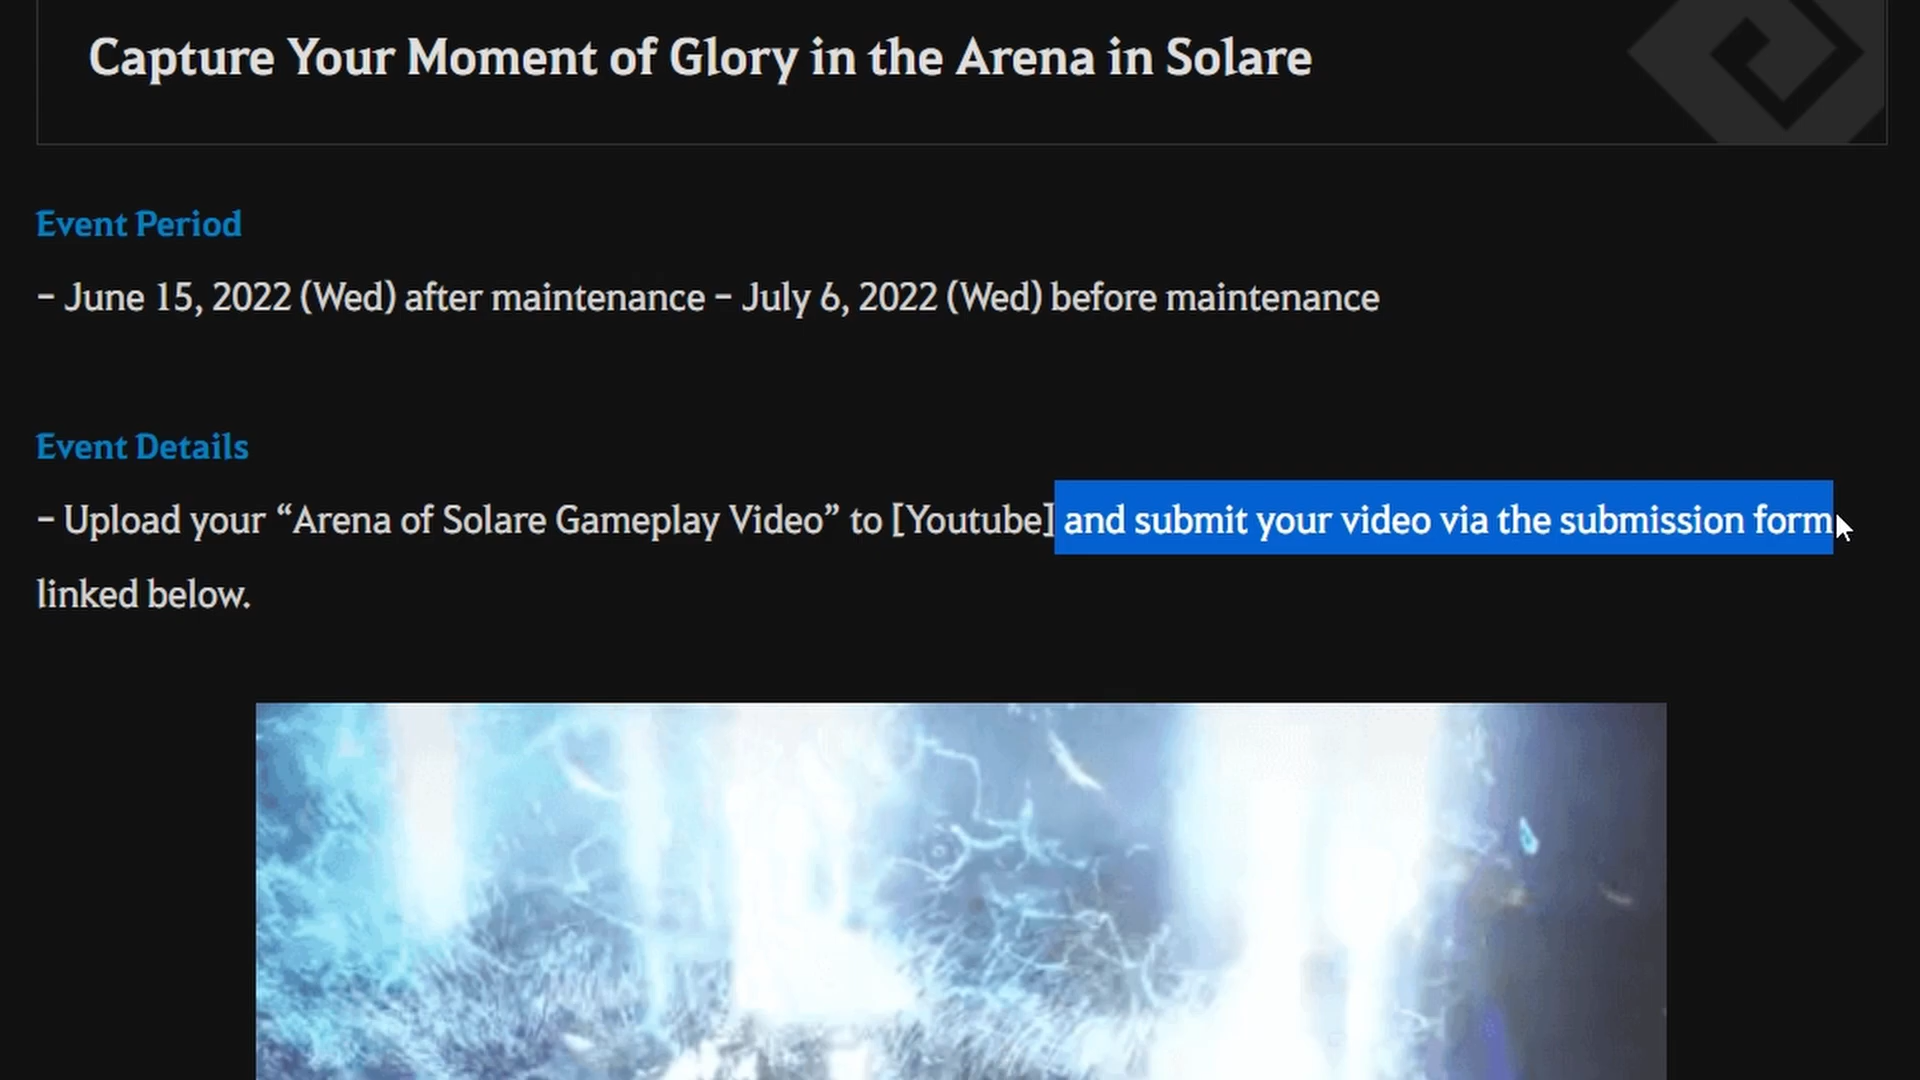 Capture Your Moment of Glory in the Arena in Solare
Event Period
– June 15, 2022 (Wed) after maintenance – July 6, 2022 (Wed) before maintenance
Event Details
– Upload your “Arena of Solare Gameplay Video” to [Youtube] and submit your video via the submission form
linked below.